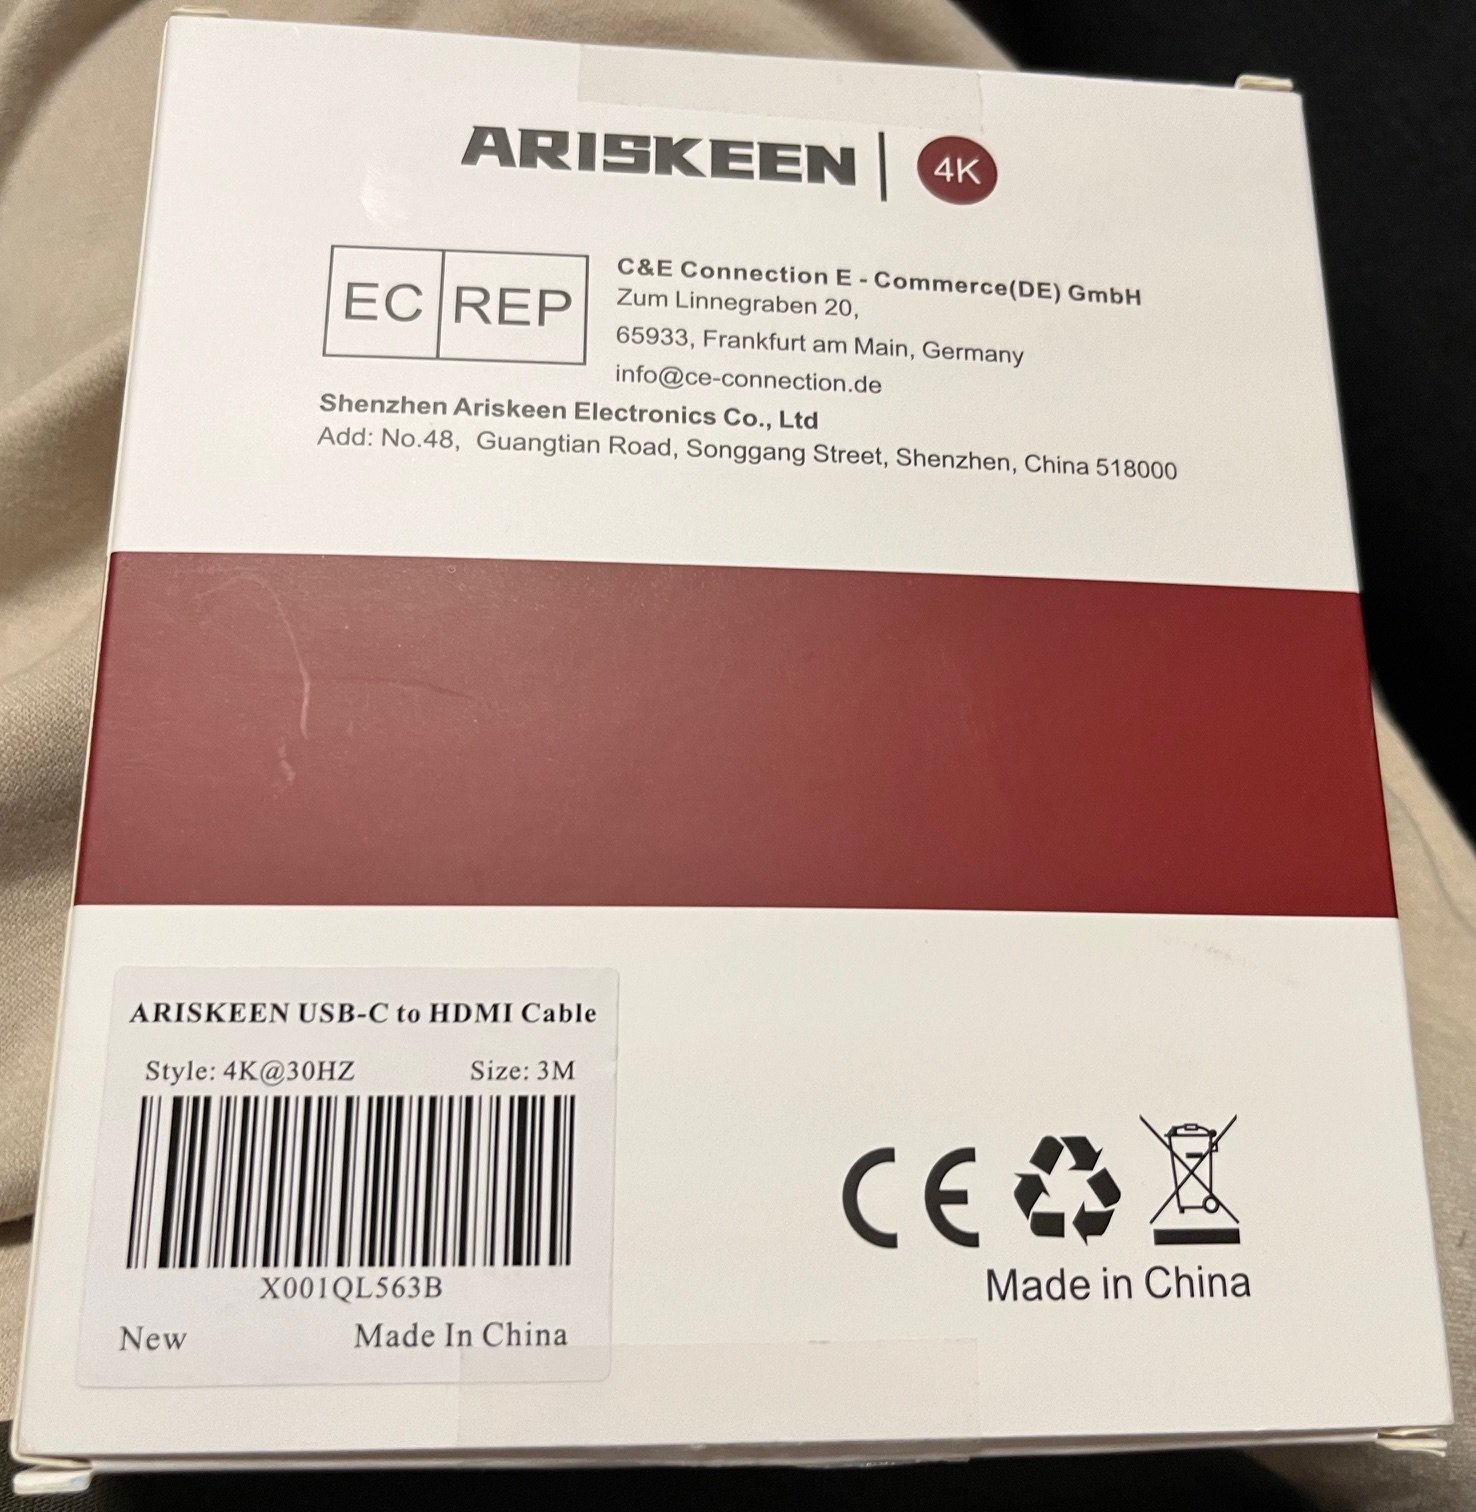 ARISKEEN | 4K
EC REP
C&E Connection E - Commerce(DE) GmbH
Zum Linnegraben 20,
65933, Frankfurt am Main, Germany
info@ce-connection.de
Shenzhen Ariskeen Electronics Co., Ltd
Add: No.48, Guangtian Road, Songgang Street, Shenzhen, China 518000
ARISKEEN USB-C to HDMI Cable
Style: 4K@30HZ Size: 3M
X001QL563B
New Made In China
CE
Made in China